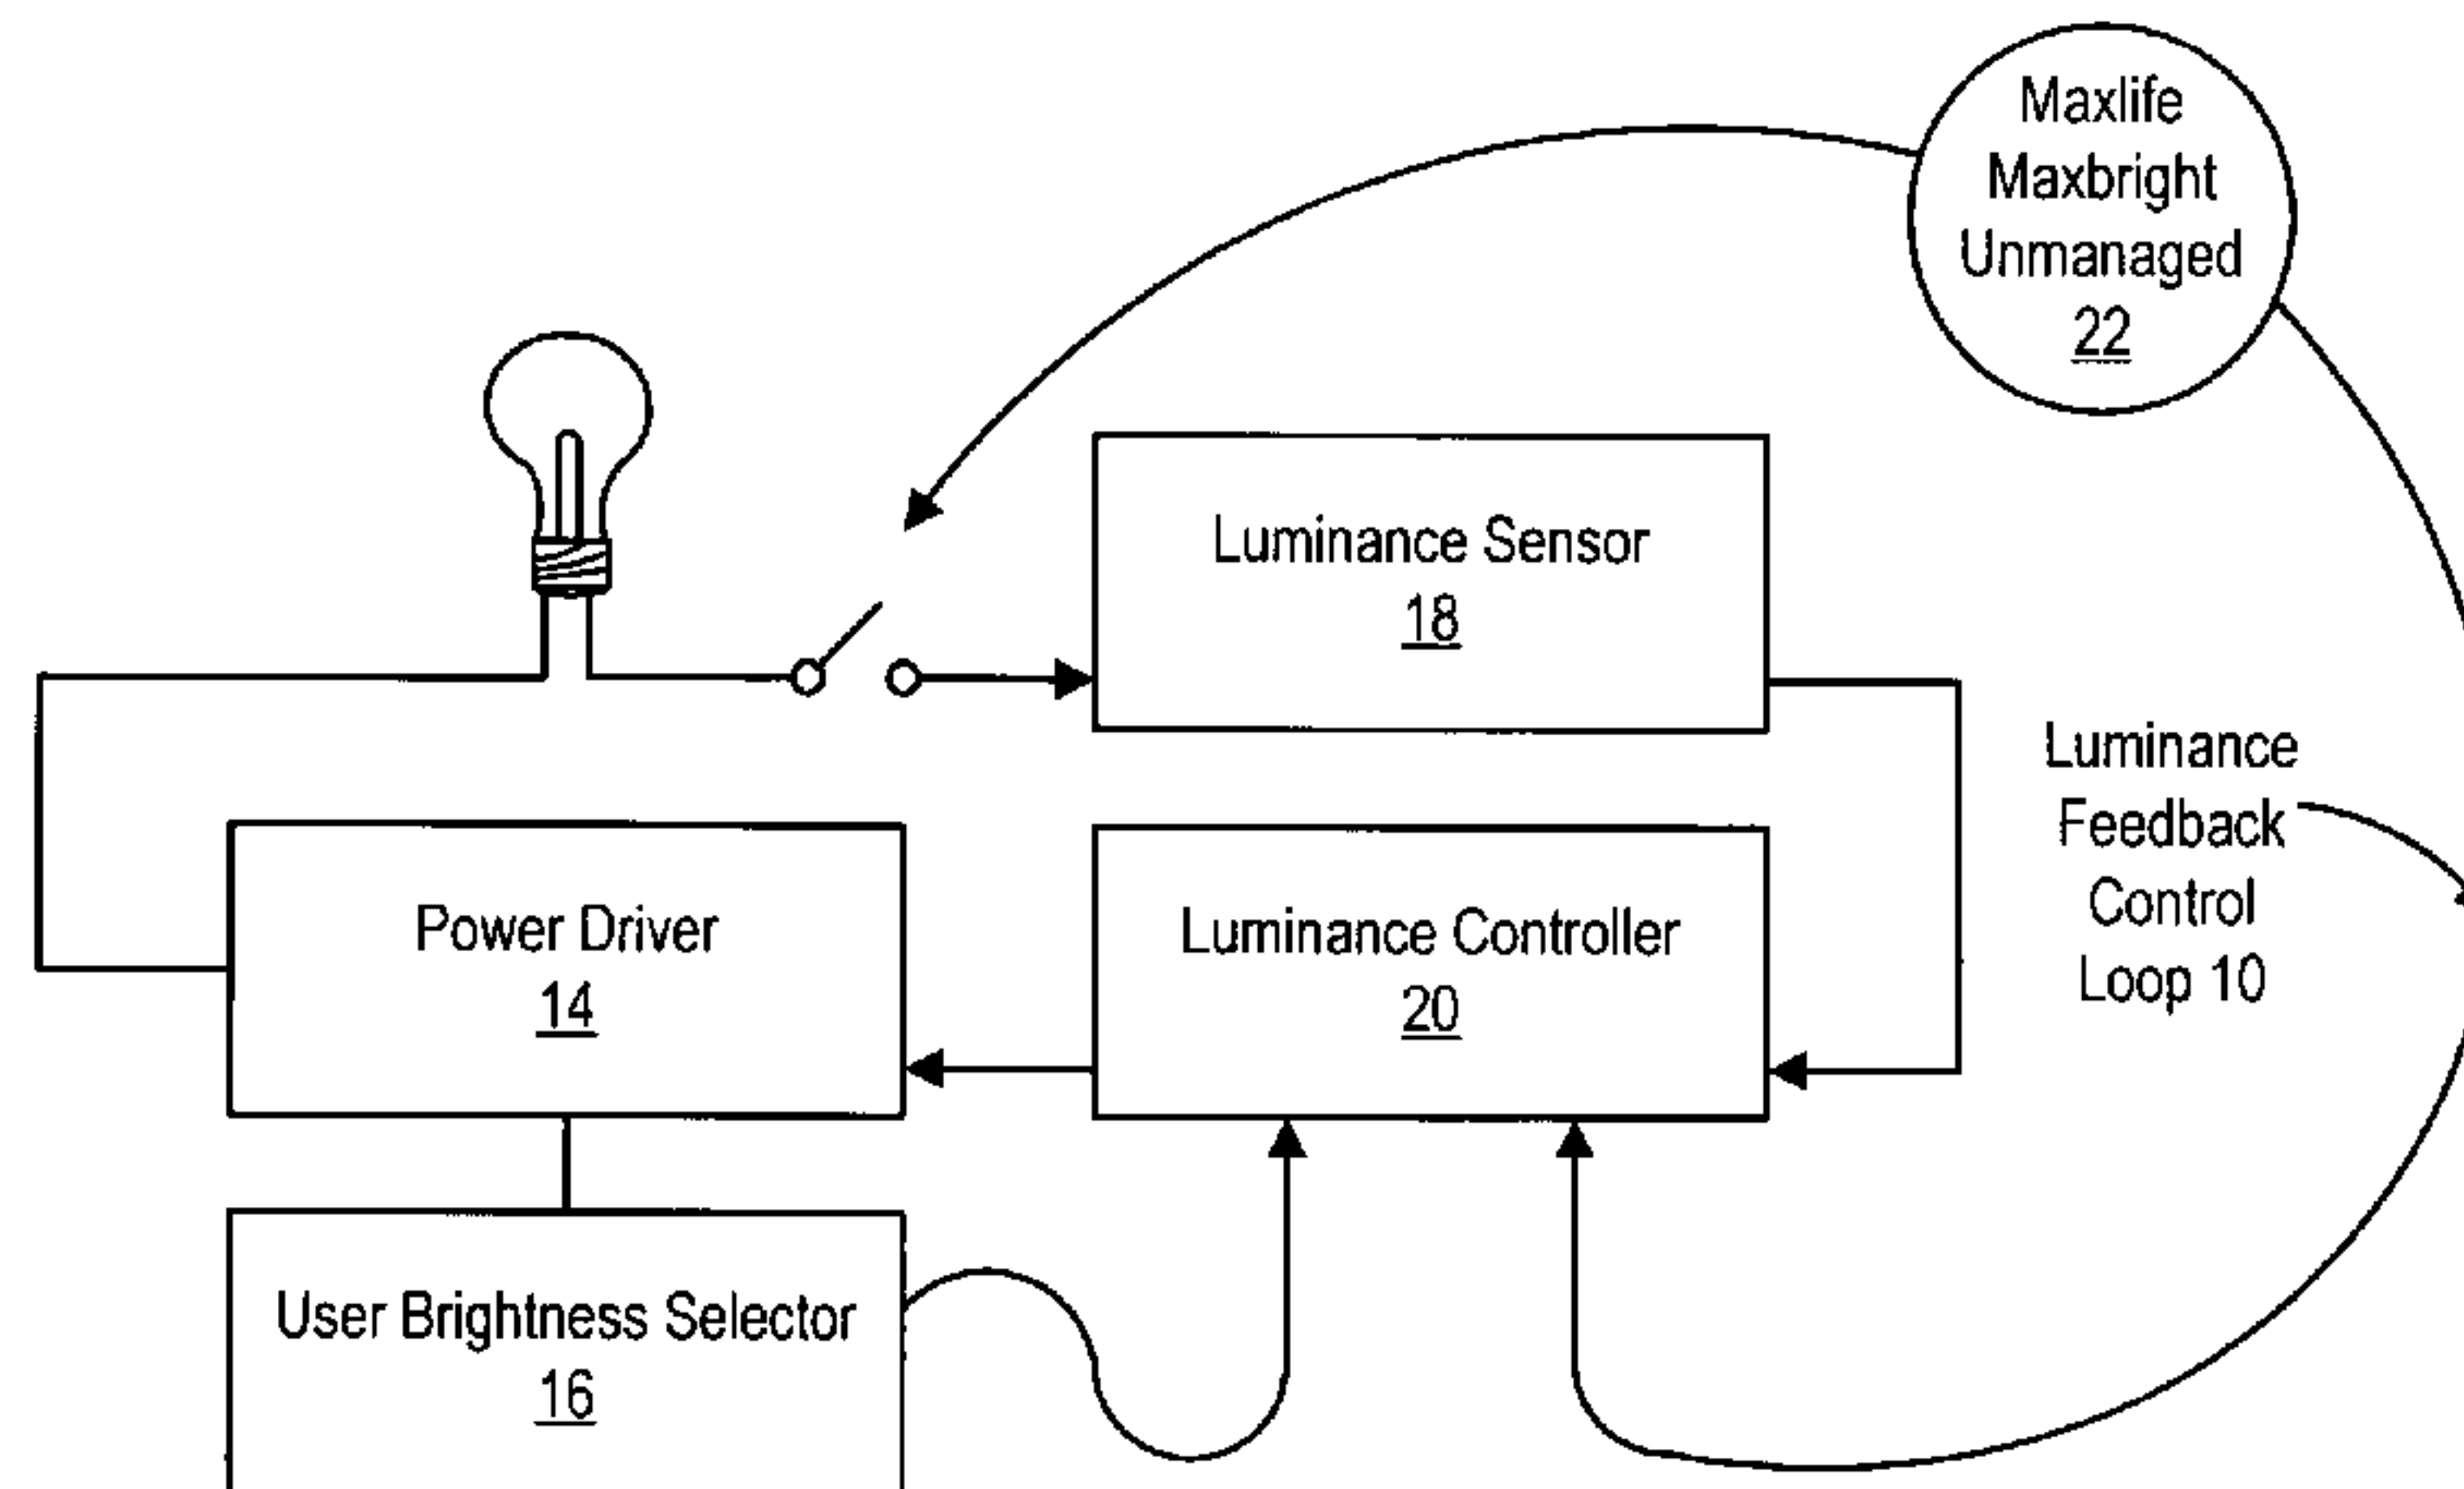 Maxlife
Maxbright
Unmanaged
22
Luminance Sensor
18
Luminance
Feedback
Control
Loop 10
Power Driver
14
Luminance Controller
20
User Brightness Selector
16